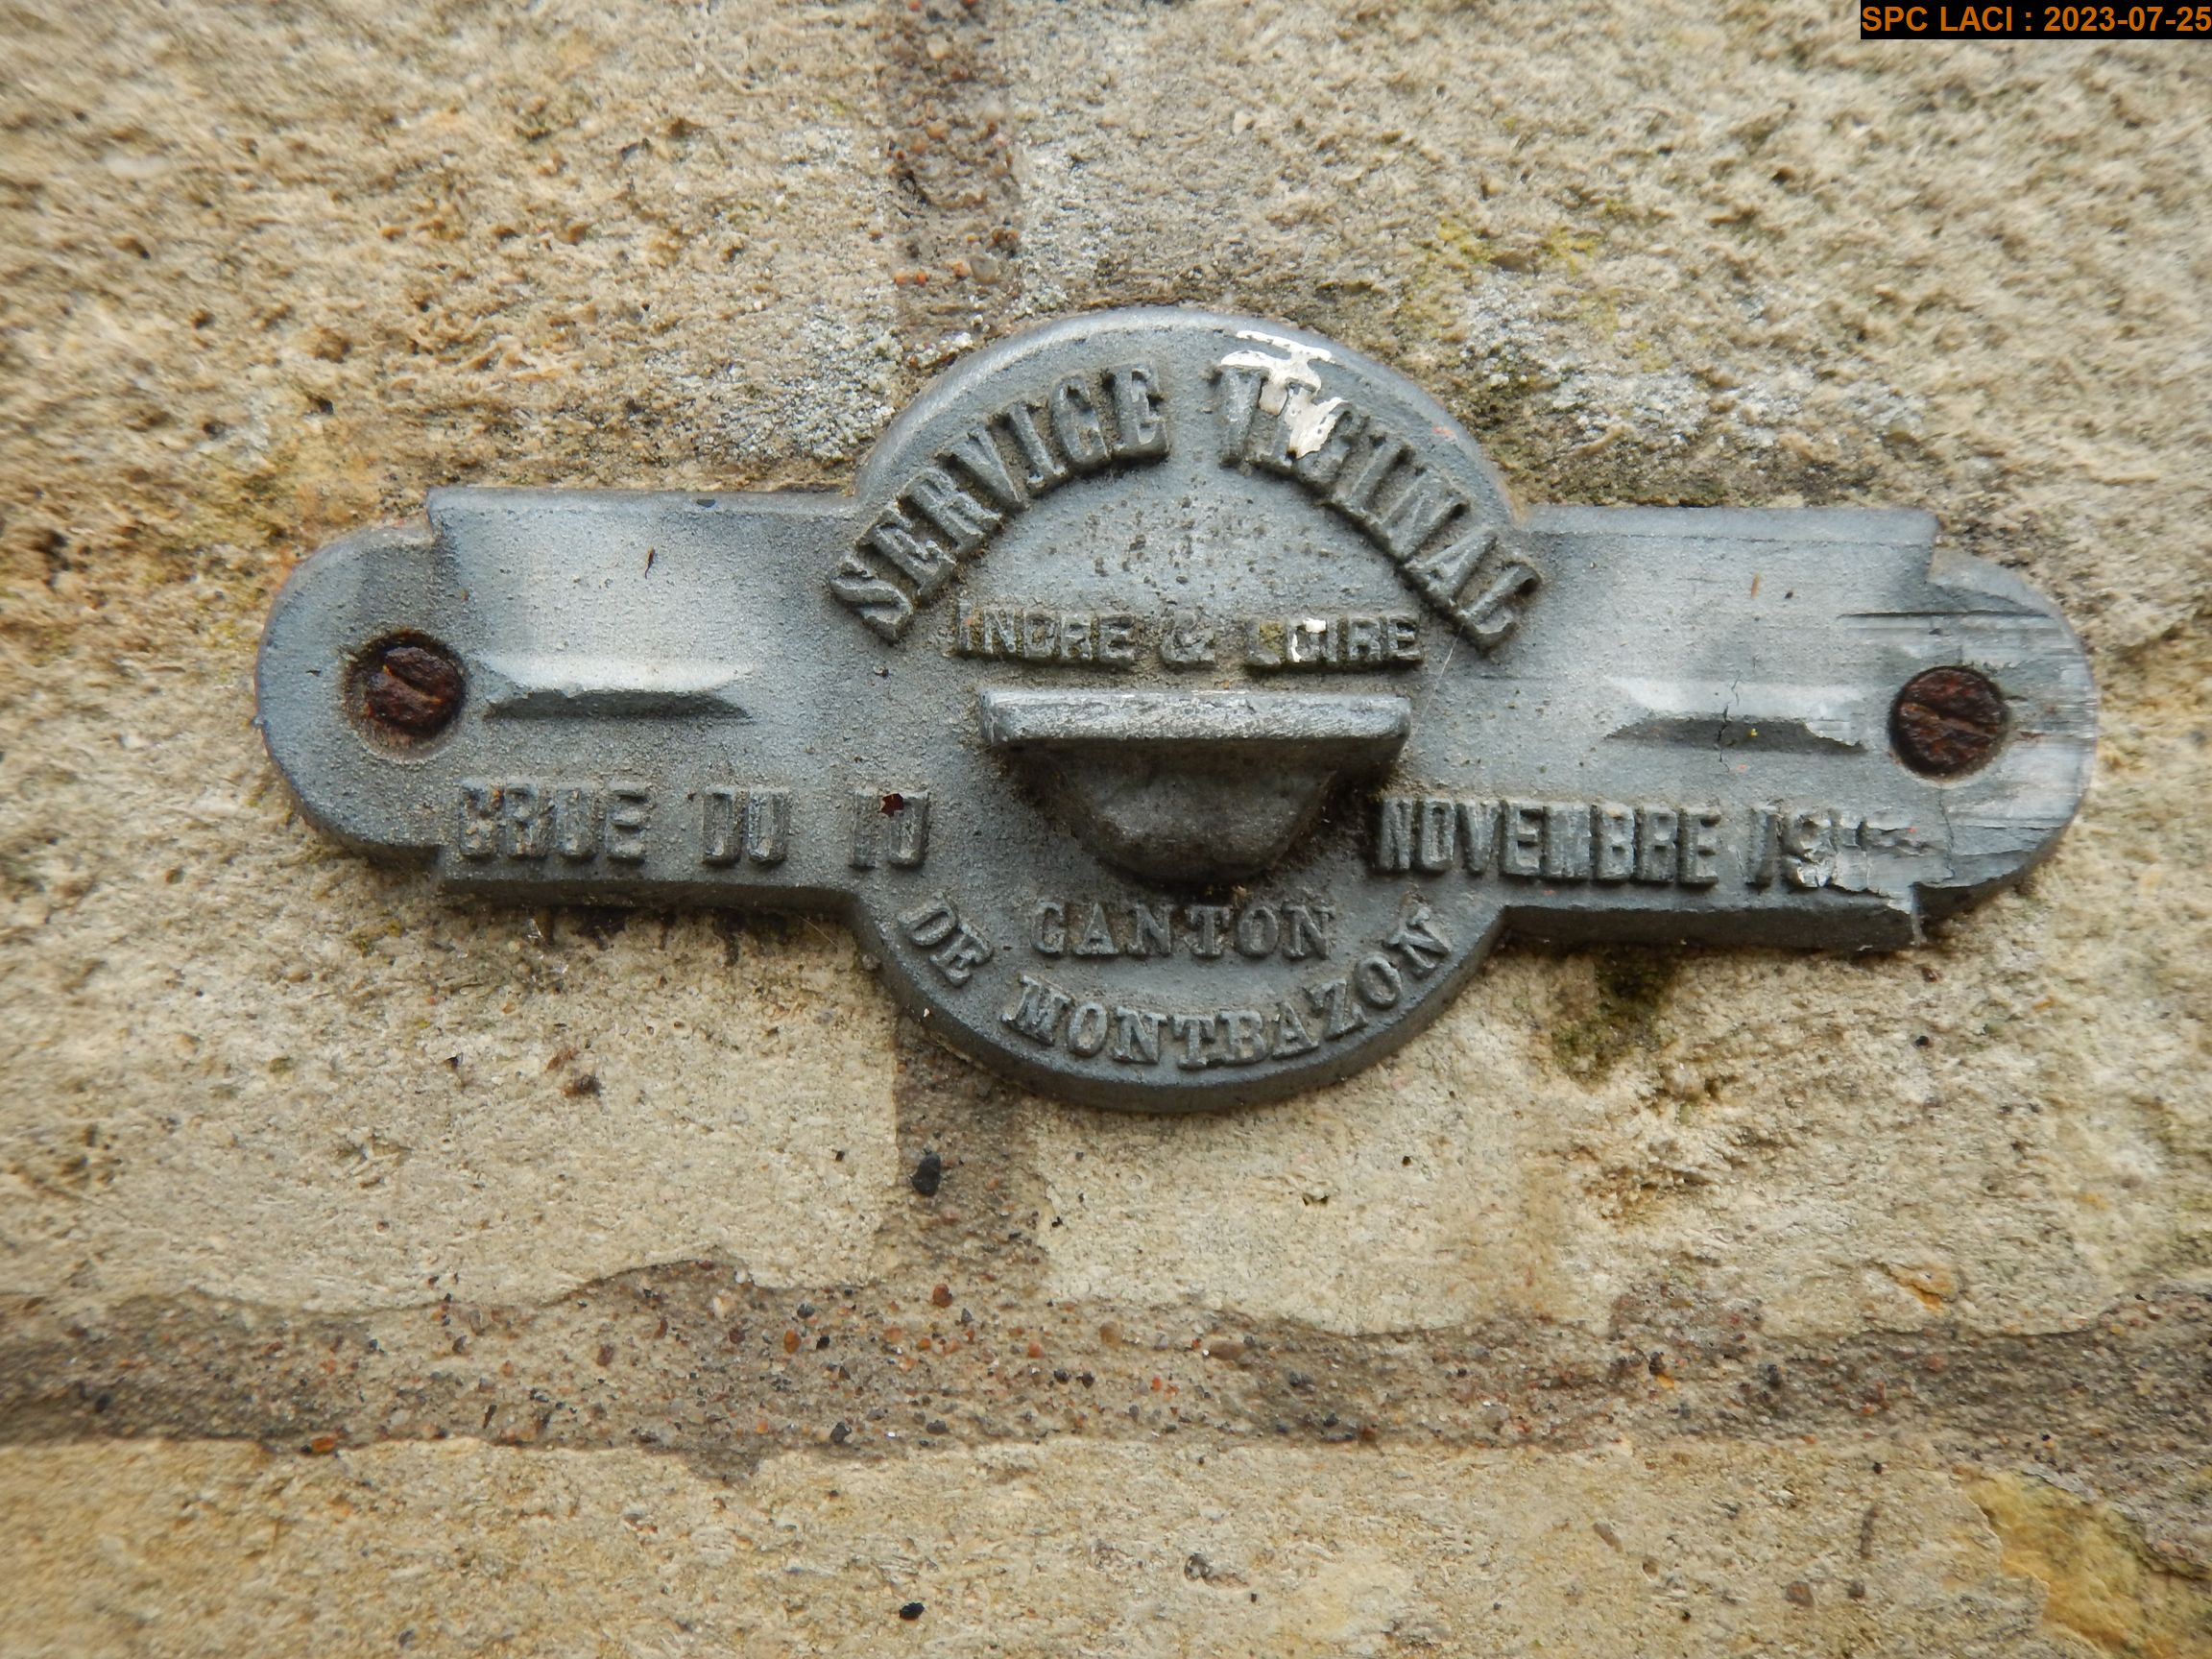 SPC LACI : 2023-07-25
SERVICE VICINAL
INDRE & LOIRE
CRUE DU 10 NOVEMBRE
CANTON
DE MONTBAZON